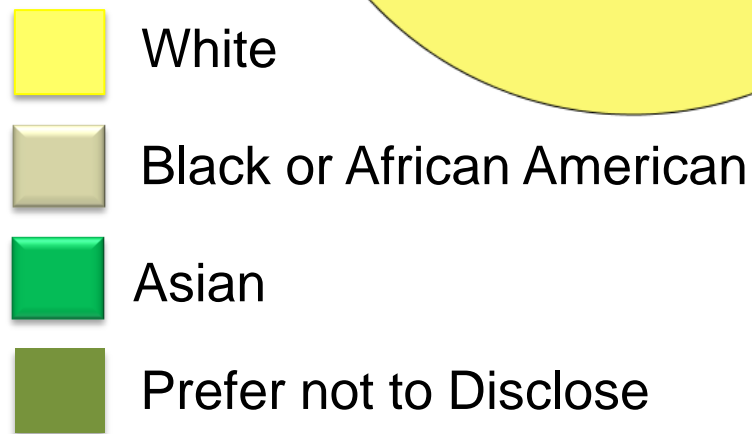 White
Black or African American
Asian
Prefer not to Disclose